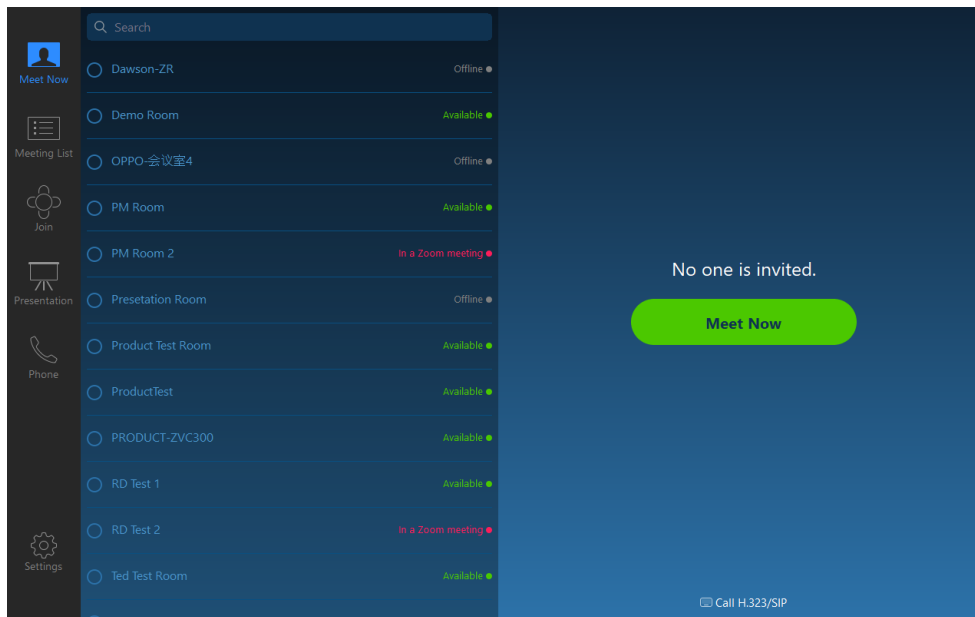 Search
Meet Now
Meeting List
Join
Presentation
Phone
Settings
Dawson-ZR Offline
Demo Room Available
OPPO-会议室4 Offline
PM Room Available
PM Room 2 In a Zoom meeting
Presetation Room Offline
Product Test Room Available
ProductTest Available
PRODUCT-ZVC300 Available
RD Test 1 Available
RD Test 2 In a Zoom meeting
Ted Test Room Available
No one is invited.
Meet Now
Call H.323/SIP